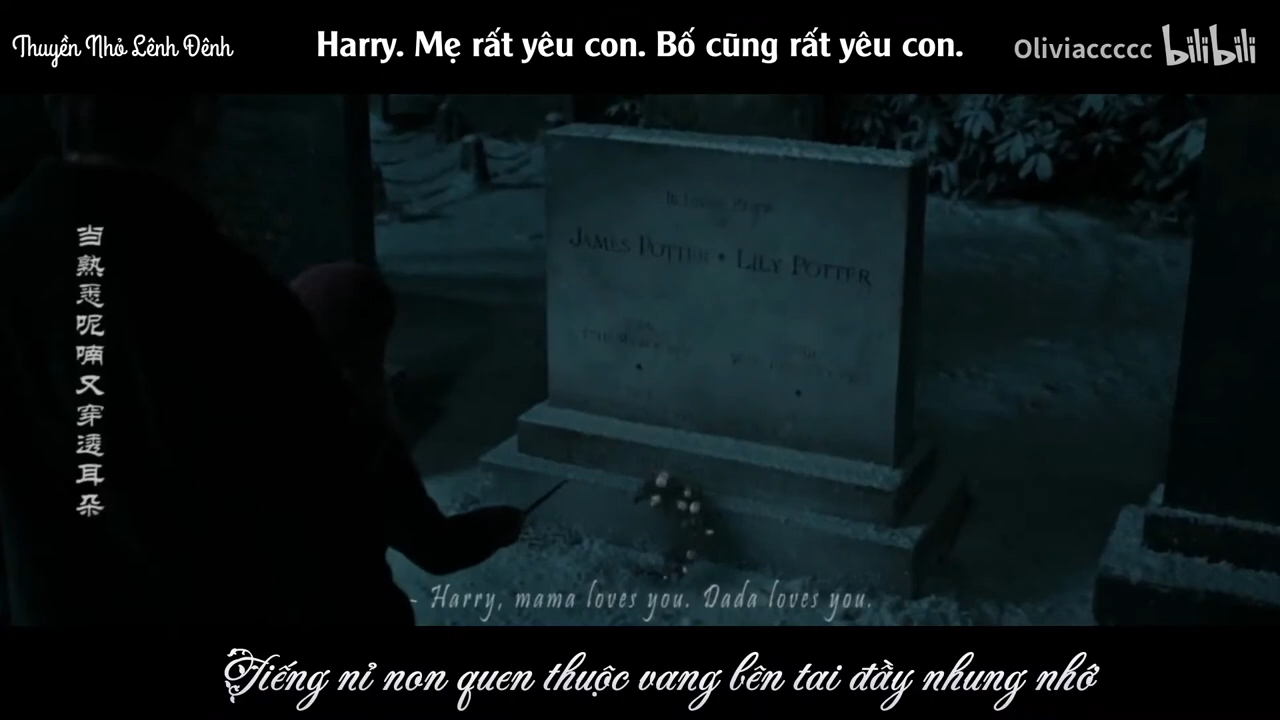 Thuyền Nhỏ Lênh Đênh
Harry. Mẹ rất yêu con. Bố cũng rất yêu con.
Oliviaccccc bilibili
当熟悉呢喃又穿透耳朵
JAMES POTTER • LILY POTTER
- Harry, mama loves you. Dada loves you.
Tiếng nỉ non quen thuộc vang bên tai đầy nhung nhớ